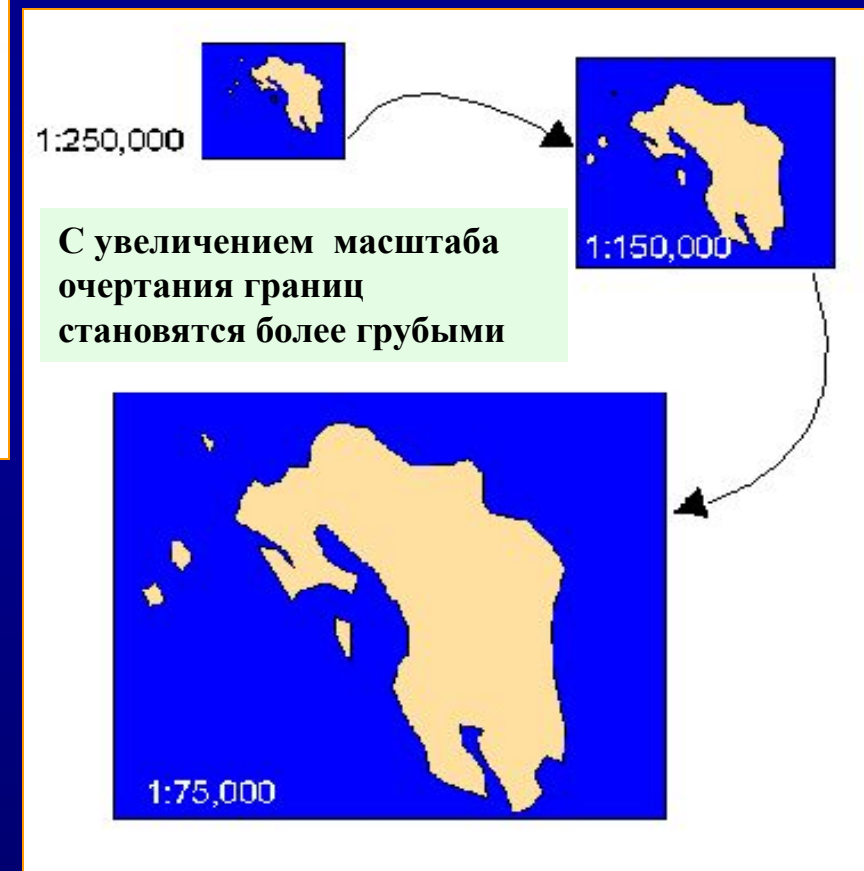 1:250,000
1:150,000
С увеличением масштаба
очертания границ
становятся более грубыми
1:75,000